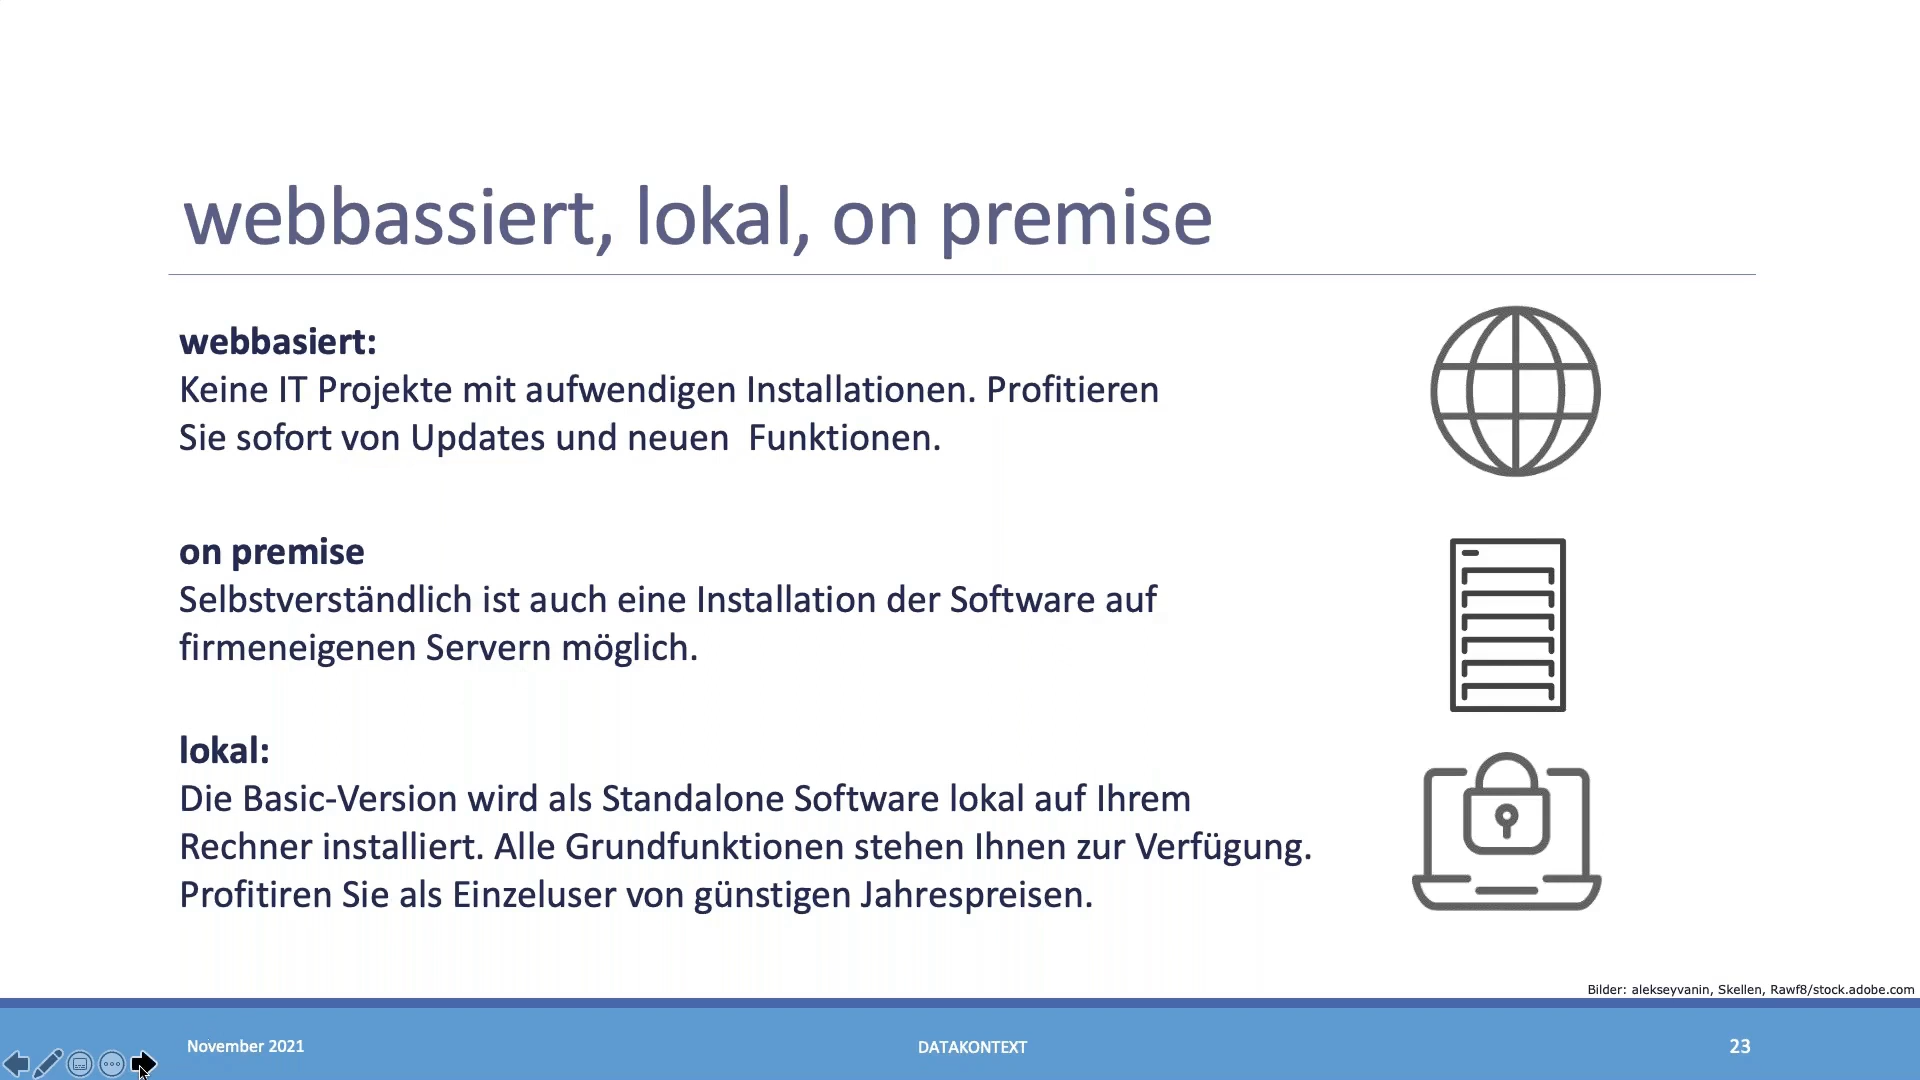 webbassiert, lokal, on premise
webbasiert:
Keine IT Projekte mit aufwendigen Installationen. Profitieren
Sie sofort von Updates und neuen  Funktionen.
on premise
Selbstverständlich ist auch eine Installation der Software auf
firmeneigenen Servern möglich.
lokal:
Die Basic-Version wird als Standalone Software lokal auf Ihrem
Rechner installiert. Alle Grundfunktionen stehen Ihnen zur Verfügung.
Profitiren Sie als Einzeluser von günstigen Jahrespreisen.
Bilder: alekseyvanin, Skellen, Rawf8/stock.adobe.com
November 2021
DATAKONTEXT
23